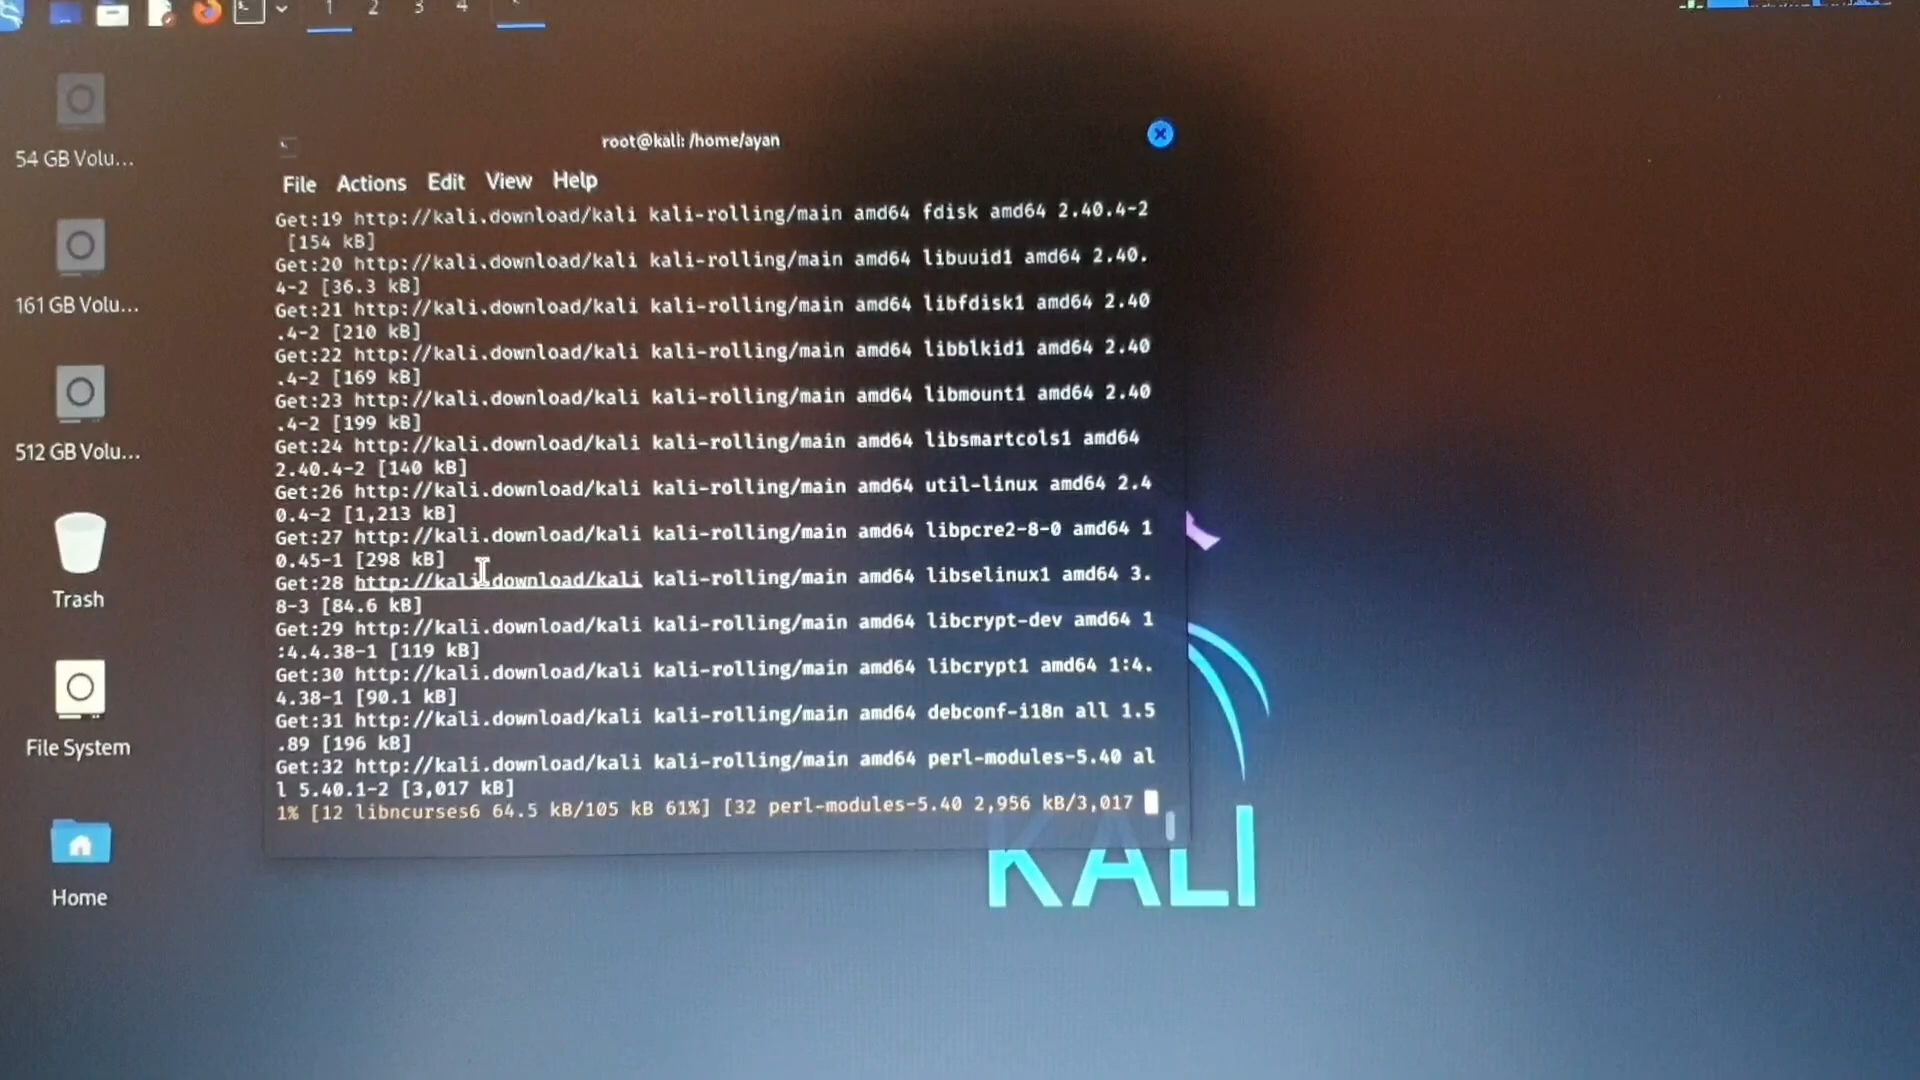 1 2 3 4
root@kali: /home/ayan
File Actions Edit View Help
Get:19 http://kali.download/kali kali-rolling/main amd64 fdisk amd64 2.40.4-2
[154 kB]
Get:20 http://kali.download/kali kali-rolling/main amd64 libuuid1 amd64 2.40.
4-2 [36.3 kB]
Get:21 http://kali.download/kali kali-rolling/main amd64 libfdisk1 amd64 2.40
.4-2 [210 kB]
Get:22 http://kali.download/kali kali-rolling/main amd64 libblkid1 amd64 2.40
.4-2 [169 kB]
Get:23 http://kali.download/kali kali-rolling/main amd64 libmount1 amd64 2.40
.4-2 [199 kB]
Get:24 http://kali.download/kali kali-rolling/main amd64 libsmartcols1 amd64
2.40.4-2 [140 kB]
Get:26 http://kali.download/kali kali-rolling/main amd64 util-linux amd64 2.4
0.4-2 [1,213 kB]
Get:27 http://kali.download/kali kali-rolling/main amd64 libpcre2-8-0 amd64 1
0.45-1 [298 kB]
Get:28 http://kali.download/kali kali-rolling/main amd64 libselinux1 amd64 3.
8-3 [84.6 kB]
Get:29 http://kali.download/kali kali-rolling/main amd64 libcrypt-dev amd64 1
:4.4.38-1 [119 kB]
Get:30 http://kali.download/kali kali-rolling/main amd64 libcrypt1 amd64 1:4.
4.38-1 [90.1 kB]
Get:31 http://kali.download/kali kali-rolling/main amd64 debconf-i18n all 1.5
.89 [196 kB]
Get:32 http://kali.download/kali kali-rolling/main amd64 perl-modules-5.40 al
l 5.40.1-2 [3,017 kB]
1% [12 libncurses6 64.5 kB/105 kB 61%] [32 perl-modules-5.40 2,956 kB/3,017
54 GB Volu...
161 GB Volu...
512 GB Volu...
Trash
File System
Home
KALI